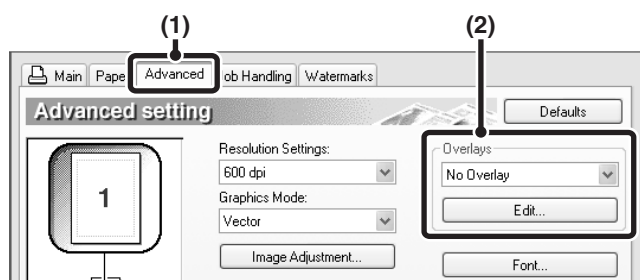 (1) (2)
Main Pape Advanced ob Handling Watermarks
Advanced setting Defaults
Resolution Settings: Overlays
600 dpi No Overlay
Graphics Mode:
Vector Edit...
1
Image Adjustment... Font...